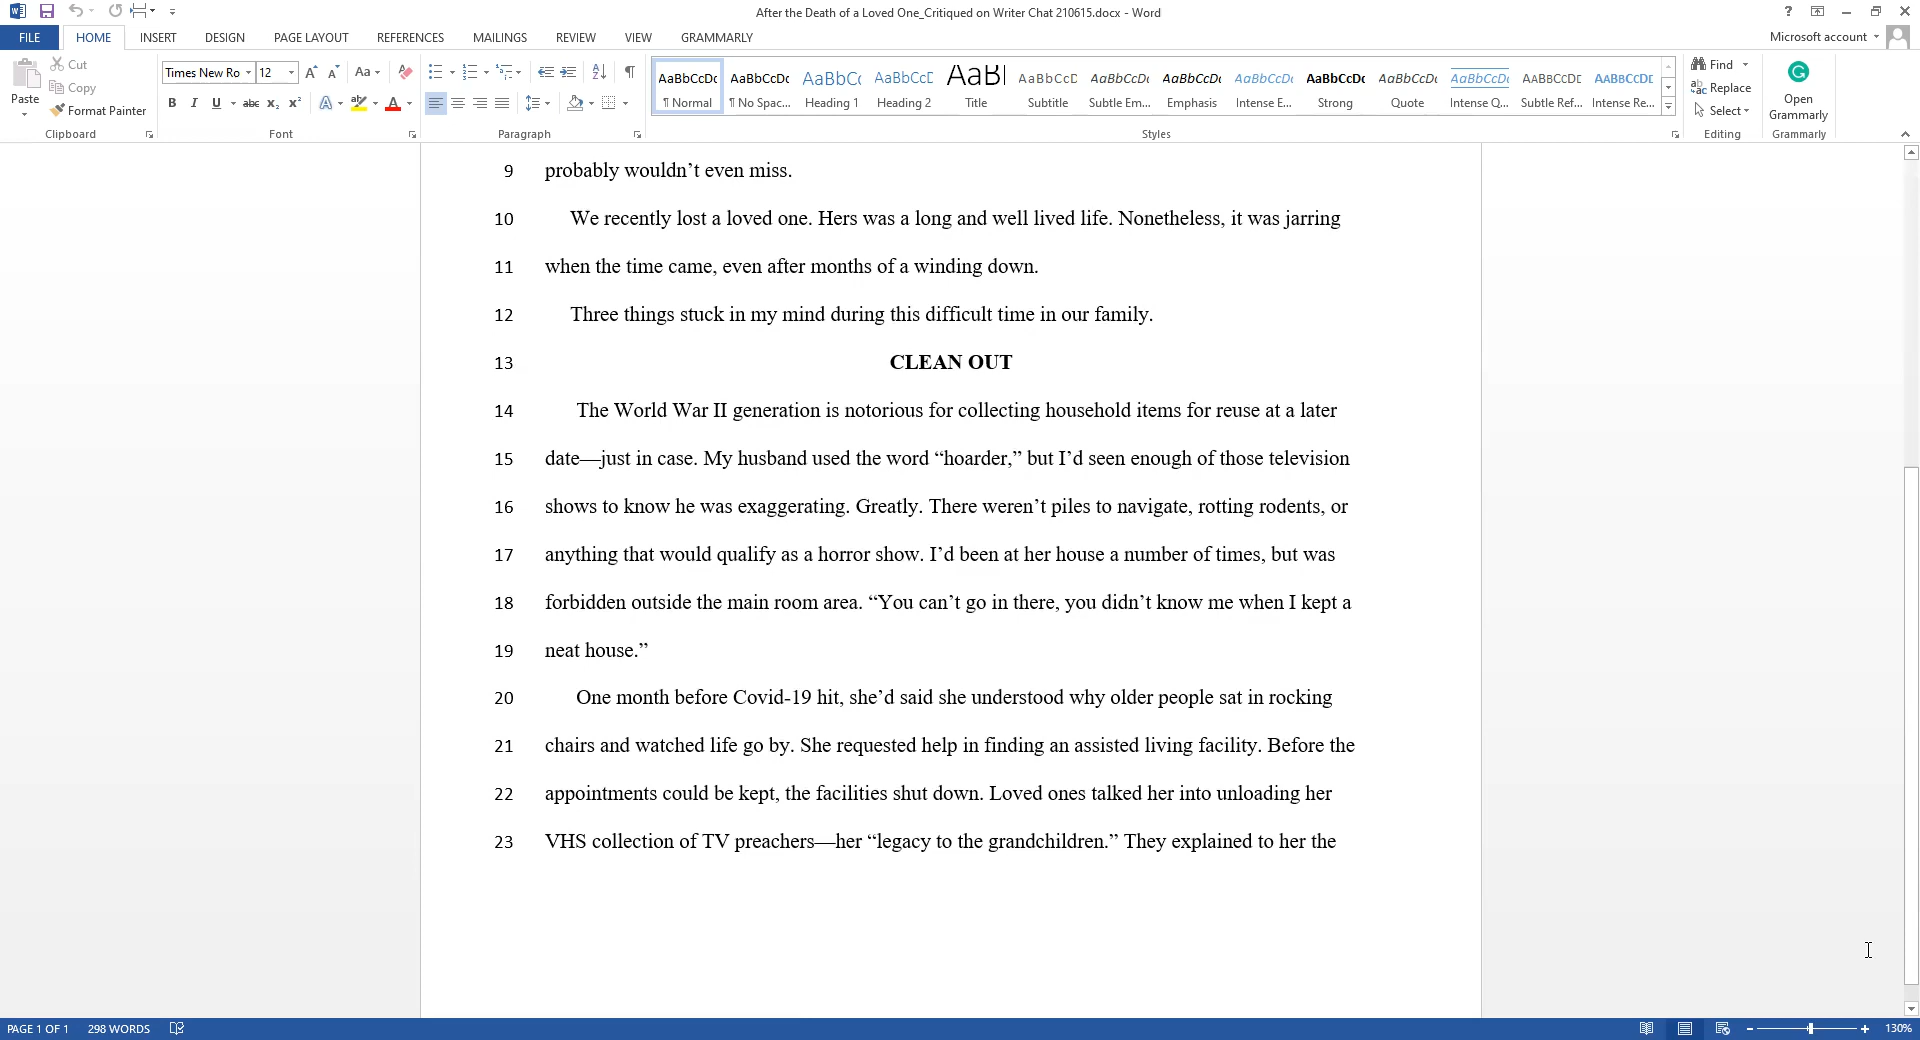 After the Death of a Loved One_Critiqued on Writer Chat 210615.docx - Word
?
FILE HOME INSERT DESIGN PAGE LAYOUT REFERENCES MAILINGS REVIEW VIEW GRAMMARLY
Microsoft account
Paste
Cut
Copy
Format Painter
Clipboard
Times New Ro 12
Font
Paragraph
AaBbCcDc AaBbCcDc AaBbCc AaBbCcE AaBl AaBbCcD AaBbCcDc AaBbCcDc AaBbCcDc AaBbCcDc AaBbCcDc AaBbCcDc AABBCCDE AABBCCDE
¶ Normal ¶ No Spac... Heading 1 Heading 2 Title Subtitle Subtle Em... Emphasis Intense E... Strong Quote Intense Q... Subtle Ref... Intense Re...
Styles
Find
Replace
Select
Editing
Open
Grammarly
Grammarly
9 probably wouldn’t even miss.
10 We recently lost a loved one. Hers was a long and well lived life. Nonetheless, it was jarring
11 when the time came, even after months of a winding down.
12 Three things stuck in my mind during this difficult time in our family.
13 CLEAN OUT
14 The World War II generation is notorious for collecting household items for reuse at a later
15 date—just in case. My husband used the word “hoarder,” but I’d seen enough of those television
16 shows to know he was exaggerating. Greatly. There weren’t piles to navigate, rotting rodents, or
17 anything that would qualify as a horror show. I’d been at her house a number of times, but was
18 forbidden outside the main room area. “You can’t go in there, you didn’t know me when I kept a
19 neat house.”
20 One month before Covid-19 hit, she’d said she understood why older people sat in rocking
21 chairs and watched life go by. She requested help in finding an assisted living facility. Before the
22 appointments could be kept, the facilities shut down. Loved ones talked her into unloading her
23 VHS collection of TV preachers—her “legacy to the grandchildren.” They explained to her the
PAGE 1 OF 1 298 WORDS
130%